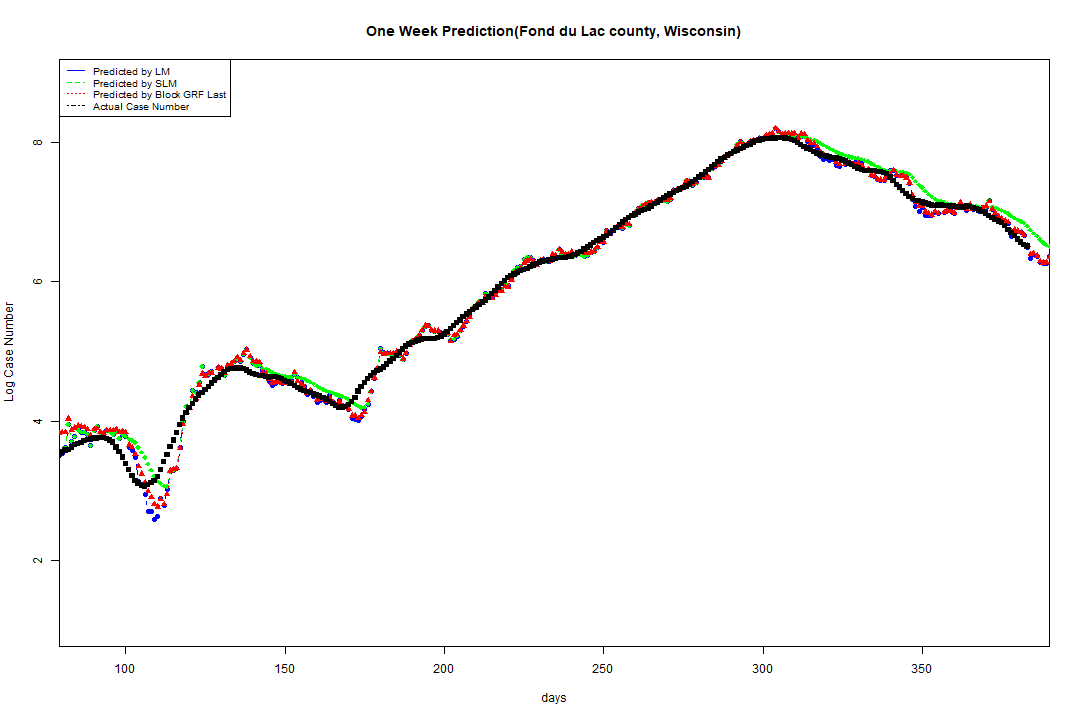 One Week Prediction(Fond du Lac county, Wisconsin)
Predicted by LM
Predicted by SLM
Predicted by Block GRF Last
Actual Case Number
8
6
4
2
Log Case Number
100 150 200 250 300 350
days